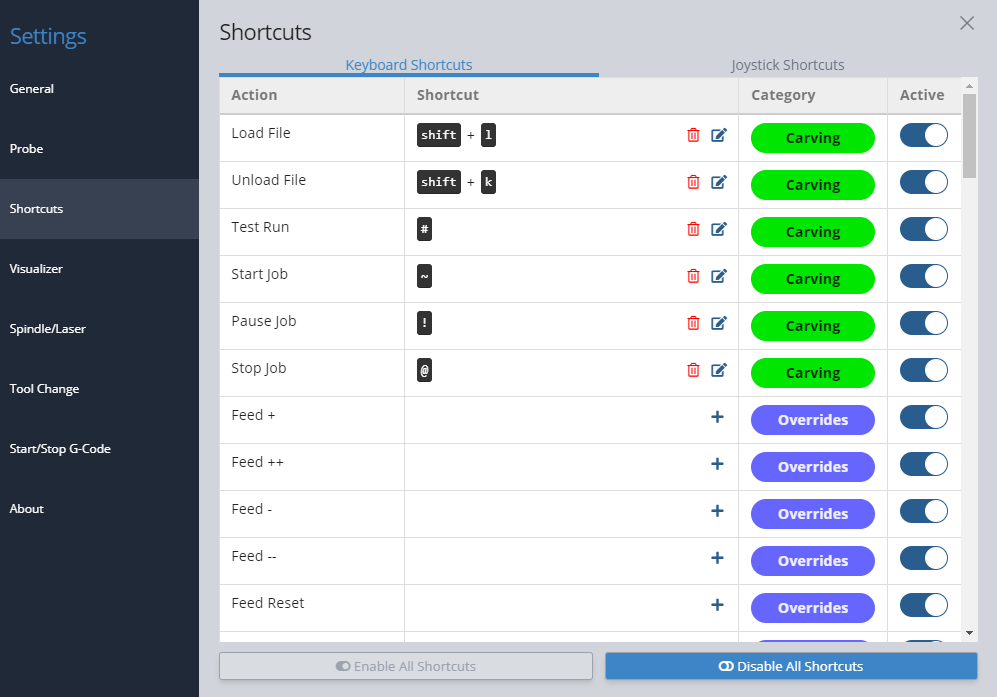 Settings
General
Probe
Shortcuts
Visualizer
Spindle/Laser
Tool Change
Start/Stop G-Code
About
Shortcuts
Keyboard Shortcuts Joystick Shortcuts
Action Shortcut Category Active
Load File shift + l Carving
Unload File shift + k Carving
Test Run # Carving
Start Job ~ Carving
Pause Job ! Carving
Stop Job @ Carving
Feed + Overrides
Feed ++ Overrides
Feed - Overrides
Feed -- Overrides
Feed Reset Overrides
Enable All Shortcuts Disable All Shortcuts